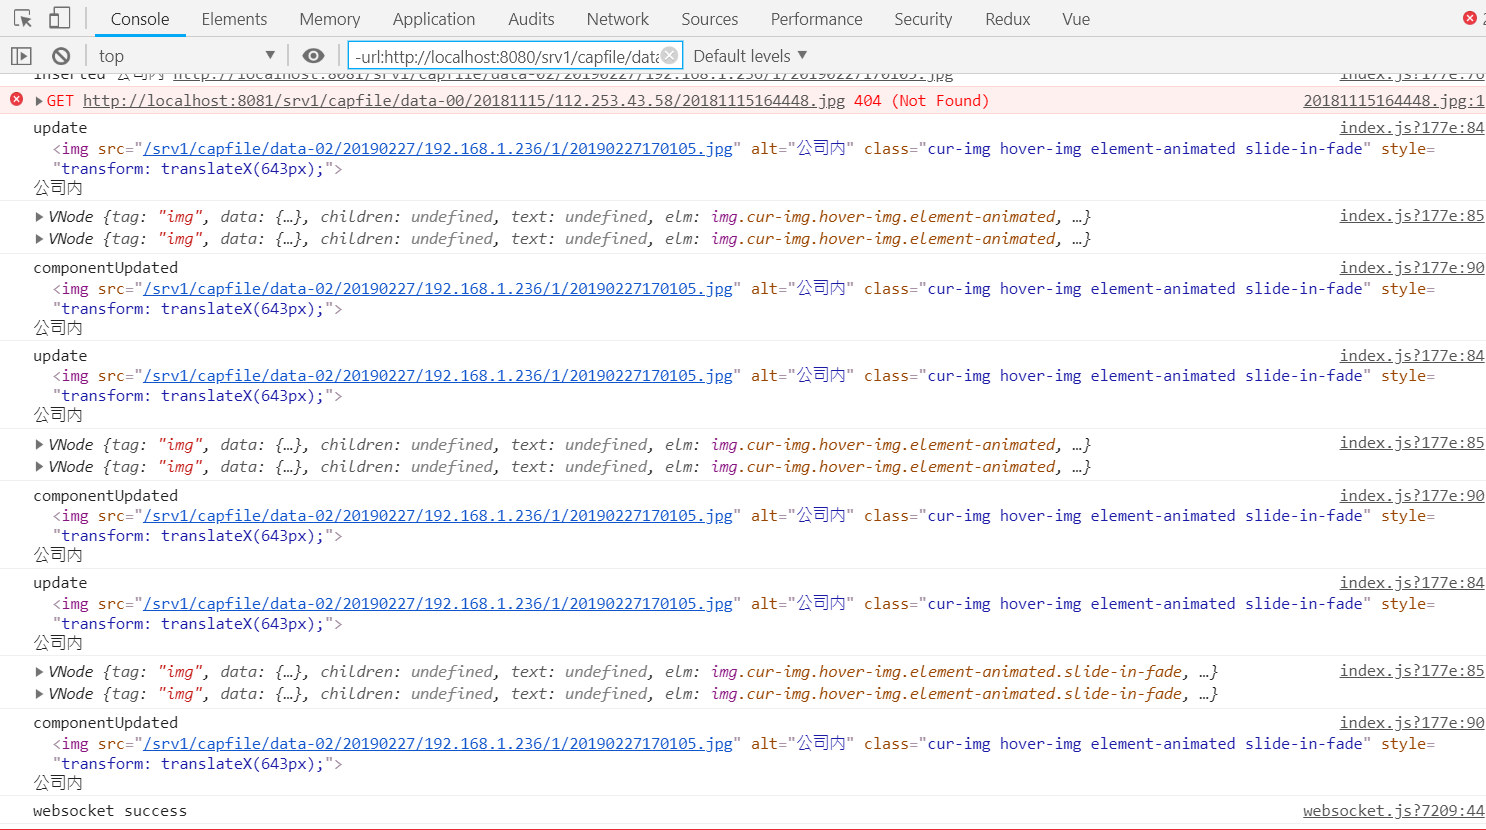 Console Elements Memory Application Audits Network Sources Performance Security Redux Vue
top -url:http://localhost:8080/srv1/capfile/data Default levels ▼
inserted 公司内 http://localhost:8081/srv1/capfile/data-02/20190227/192.168.1.236/1/20190227170105.jpg index.js?177e:76
GET http://localhost:8081/srv1/capfile/data-00/20181115/112.253.43.58/20181115164448.jpg 404 (Not Found) 20181115164448.jpg:1
update index.js?177e:84
<img src="/srv1/capfile/data-02/20190227/192.168.1.236/1/20190227170105.jpg" alt="公司内" class="cur-img hover-img element-animated slide-in-fade" style=
"transform: translateX(643px);">
公司内
▶VNode {tag: "img", data: {…}, children: undefined, text: undefined, elm: img.cur-img.hover-img.element-animated, …} index.js?177e:85
▶VNode {tag: "img", data: {…}, children: undefined, text: undefined, elm: img.cur-img.hover-img.element-animated, …}
componentUpdated index.js?177e:90
<img src="/srv1/capfile/data-02/20190227/192.168.1.236/1/20190227170105.jpg" alt="公司内" class="cur-img hover-img element-animated slide-in-fade" style=
"transform: translateX(643px);">
公司内
update index.js?177e:84
<img src="/srv1/capfile/data-02/20190227/192.168.1.236/1/20190227170105.jpg" alt="公司内" class="cur-img hover-img element-animated slide-in-fade" style=
"transform: translateX(643px);">
公司内
▶VNode {tag: "img", data: {…}, children: undefined, text: undefined, elm: img.cur-img.hover-img.element-animated, …} index.js?177e:85
▶VNode {tag: "img", data: {…}, children: undefined, text: undefined, elm: img.cur-img.hover-img.element-animated, …}
componentUpdated index.js?177e:90
<img src="/srv1/capfile/data-02/20190227/192.168.1.236/1/20190227170105.jpg" alt="公司内" class="cur-img hover-img element-animated slide-in-fade" style=
"transform: translateX(643px);">
公司内
update index.js?177e:84
<img src="/srv1/capfile/data-02/20190227/192.168.1.236/1/20190227170105.jpg" alt="公司内" class="cur-img hover-img element-animated slide-in-fade" style=
"transform: translateX(643px);">
公司内
▶VNode {tag: "img", data: {…}, children: undefined, text: undefined, elm: img.cur-img.hover-img.element-animated.slide-in-fade, …} index.js?177e:85
▶VNode {tag: "img", data: {…}, children: undefined, text: undefined, elm: img.cur-img.hover-img.element-animated.slide-in-fade, …}
componentUpdated index.js?177e:90
<img src="/srv1/capfile/data-02/20190227/192.168.1.236/1/20190227170105.jpg" alt="公司内" class="cur-img hover-img element-animated slide-in-fade" style=
"transform: translateX(643px);">
公司内
websocket success websocket.js?7209:44